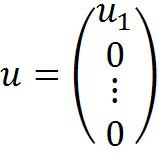 u = 
u₁
0
⋮
0